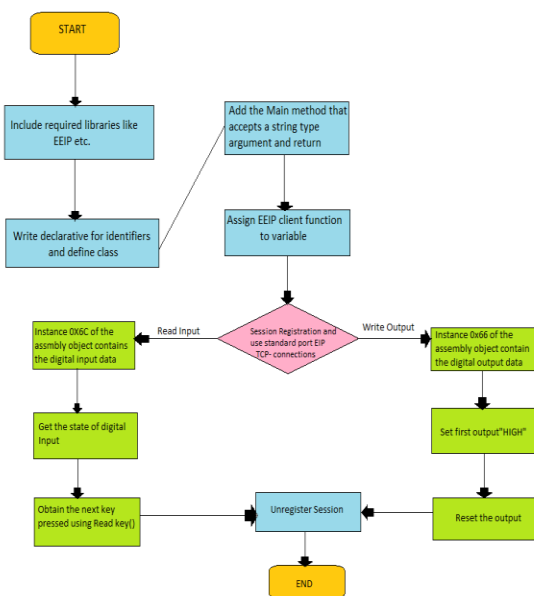 START
Include required libraries like
EEIP etc.
Write declarative for identifiers
and define class
Add the Main method that
accepts a string type
argument and return
Assign EEIP client function
to variable
Session Registration and
use standard port EIP
TCP- connections
Read Input
Write Output
Instance 0X6C of the
assmbly object contains
the digital input data
Get the state of digital
Input
Obtain the next key
pressed using Read key()
Instance 0x66 of the
assembly object contain
the digital output data
Set first output"HIGH"
Reset the output
Unregister Session
END